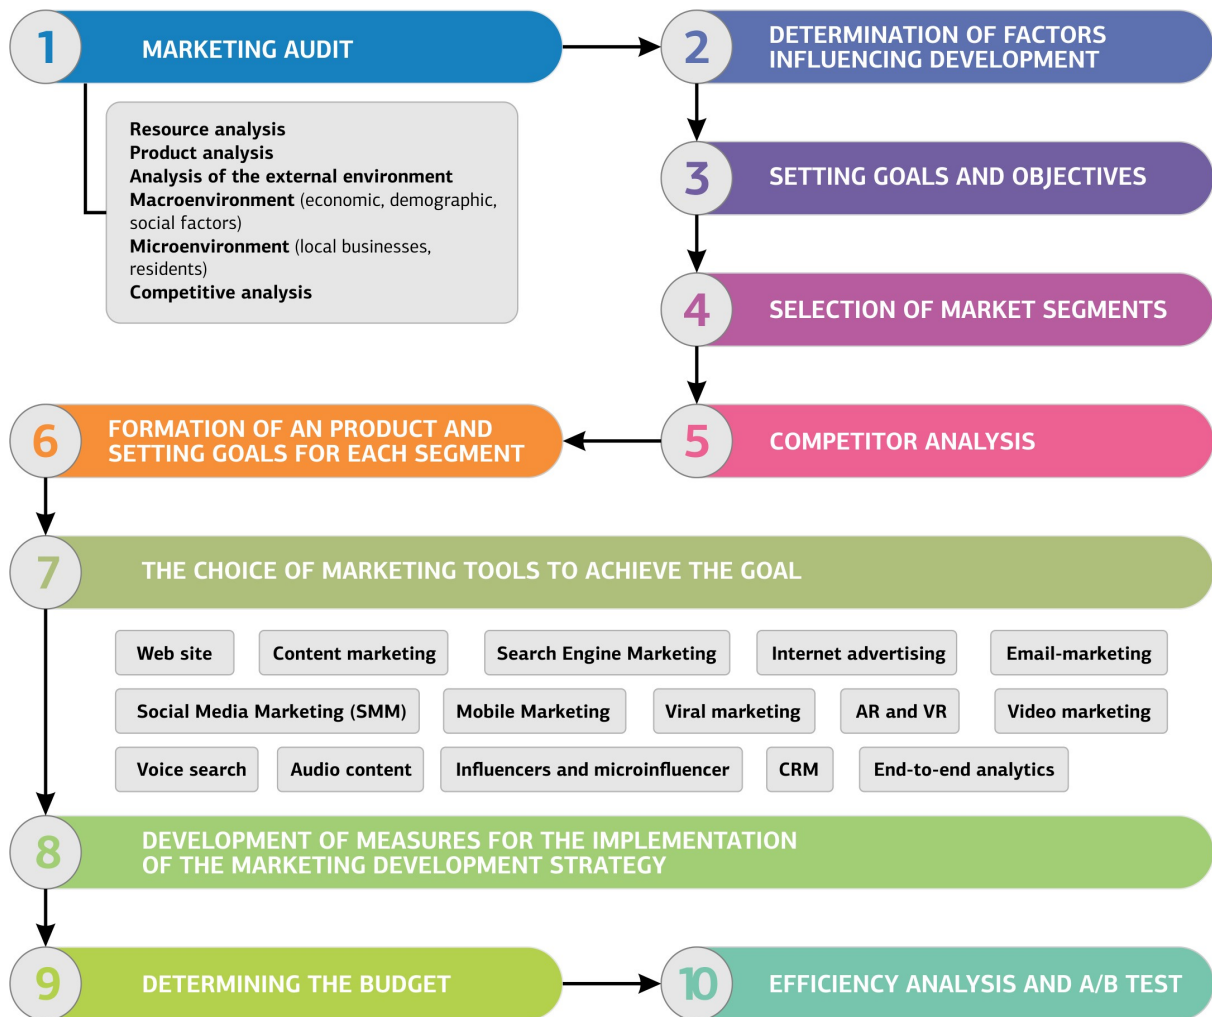 1
MARKETING AUDIT
2
DETERMINATION OF FACTORS
INFLUENCING DEVELOPMENT
Resource analysis
Product analysis
Analysis of the external environment
Macroenvironment (economic, demographic,
social factors)
Microenvironment (local businesses,
residents)
Competitive analysis
3
SETTING GOALS AND OBJECTIVES
4
SELECTION OF MARKET SEGMENTS
5
COMPETITOR ANALYSIS
6
FORMATION OF AN PRODUCT AND
SETTING GOALS FOR EACH SEGMENT
7
THE CHOICE OF MARKETING TOOLS TO ACHIEVE THE GOAL
Web site
Content marketing
Search Engine Marketing
Internet advertising
Email-marketing
Social Media Marketing (SMM)
Mobile Marketing
Viral marketing
AR and VR
Video marketing
Voice search
Audio content
Influencers and microinfluencer
CRM
End-to-end analytics
8
DEVELOPMENT OF MEASURES FOR THE IMPLEMENTATION
OF THE MARKETING DEVELOPMENT STRATEGY
9
DETERMINING THE BUDGET
10
EFFICIENCY ANALYSIS AND A/B TEST